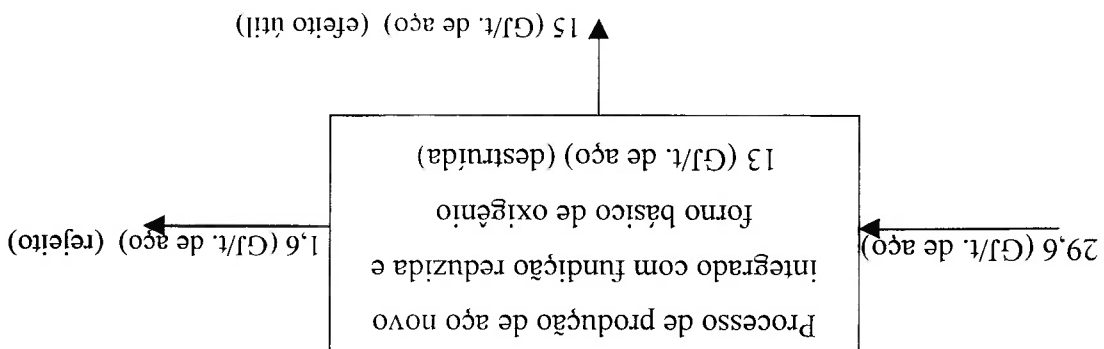 Processo de produção de aço novo
integrado com fundição reduzida e
forno básico de oxigênio
13 (GJ/t. de aço) (destruída)
29,6 (GJ/t. de aço)
1,6 (GJ/t. de aço) (rejeito)
15 (GJ/t. de aço) (efeito útil)